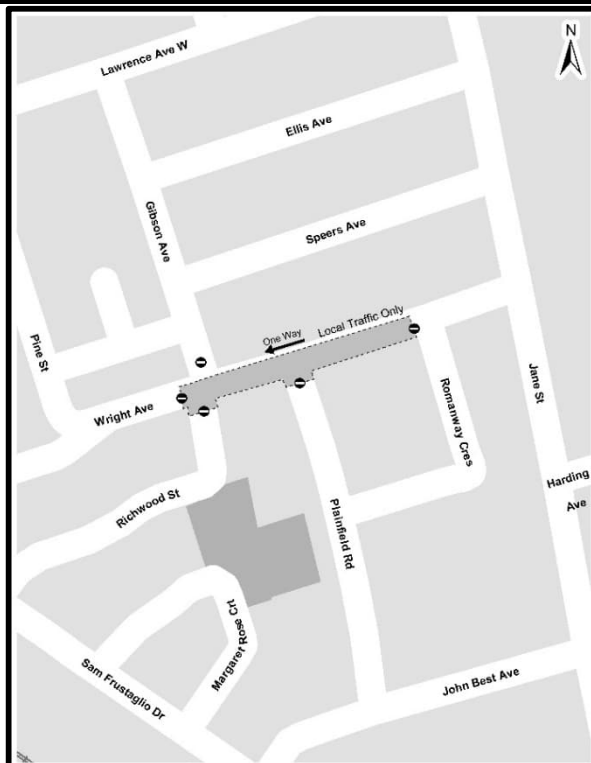 N
Lawrence Ave W
Ellis Ave
Gibson Ave
Speers Ave
One Way
Local Traffic Only
Pine St
Jane St
Wright Ave
Romanway Cres
Harding
Ave
Richwood St
Plainfield Rd
Margaret Rose Crt
Sam Frustaglio Dr
John Best Ave